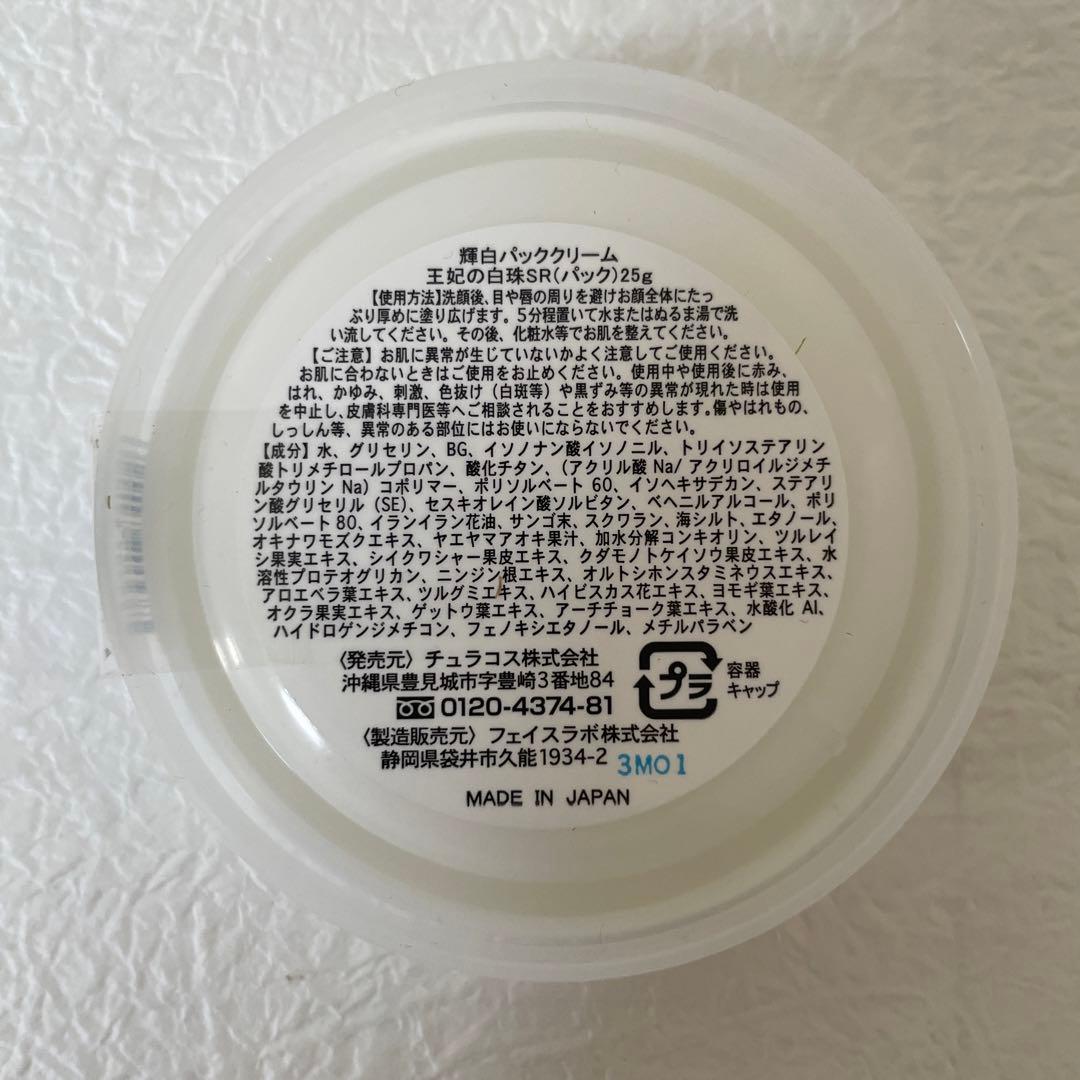 輝白パッククリーム
王妃の白珠SR(パック)25g
【使用方法】洗顔後、目や唇の周りを避けお顔全体にたっ
ぷり厚めに塗り広げます。5分程置いて水またはぬるま湯で洗
い流してください。その後、化粧水等でお肌を整えてください。
【ご注意】お肌に異常が生じていないかよく注意してご使用ください。
お肌に合わないときはご使用をお止めください。使用中や使用後に赤み、
はれ、かゆみ、刺激、色抜け（白斑等）や黒ずみ等の異常が現れた時は使用
を中止し、皮膚科専門医等へご相談されることをおすすめします。傷やはれもの、
しっしん等、異常のある部位にはお使いにならないでください。
【成分】水、グリセリン、BG、イソノナン酸イソノニル、トリイソステアリン
酸トリメチロールプロパン、酸化チタン、（アクリル酸 Na/ アクリロイルジメチ
ルタウリン Na）コポリマー、ポリソルベート 60、イソヘキサデカン、ステアリ
ン酸グリセリル（SE）、セスキオレイン酸ソルビタン、ベヘニルアルコール、ポリ
ソルベート80、イランイラン花油、サンゴ末、スクワラン、海シルト、エタノール、
オキナワモズクエキス、ヤエヤマアオキ果汁、加水分解コンキオリン、ツルレイ
シ果実エキス、シイクワシャー果皮エキス、クダモノトケイソウ果皮エキス、水
溶性プロテオグリカン、ニンジン根エキス、オルトシホンスタミネウスエキス、
アロエベラ葉エキス、ツルグミエキス、ハイビスカス花エキス、ヨモギ葉エキス、
オクラ果実エキス、ゲットウ葉エキス、アーチチョーク葉エキス、水酸化 Al、
ハイドロゲンジメチコン、フェノキシエタノール、メチルパラベン
〈発売元〉チュラコス株式会社
沖縄県豊見城市字豊崎3番地84
0120-4374-81
プラ
容器
キャップ
〈製造販売元〉フェイスラボ株式会社
静岡県袋井市久能1934-2
3M01
MADE IN JAPAN